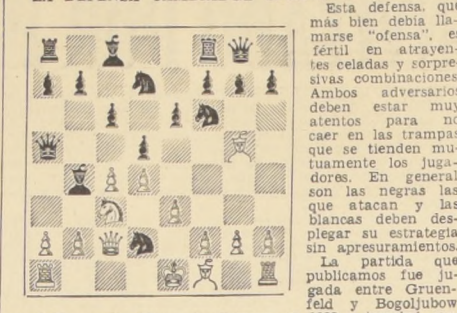 Esta defensa, que
más bien debía lla-
marse "ofensa", es
fértil en atrayen-
tes celadas y sorpre-
sivas combinaciones.
Ambos adversarios
deben estar muy
atentos para no
caer en las trampas
que se tienden mu-
tuamente los juga-
dores. En general
son las negras las
que atacan y las
blancas deben des-
plegar su estrategia
sin apresuramientos.
La partida que
publicamos fue ju-
gada entre Gruen-
feld y Bogoljubow